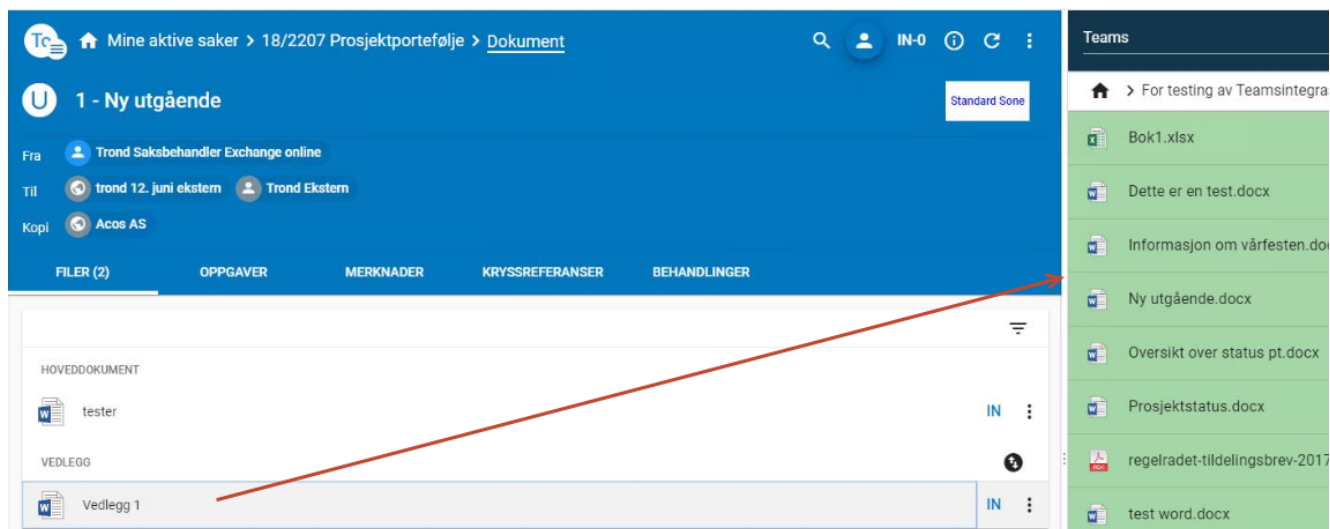 Mine aktive saker > 18/2207 Prosjektportefølje > Dokument
IN-0
U 1 - Ny utgående
Standard Sone
Fra Trond Saksbehandler Exchange online
Til trond 12. juni ekstern Trond Ekstern
Kopi Acos AS
FILER (2) OPPGAVER MERKNADER KRYSSREFERANSER BEHANDLINGER
HOVEDDOKUMENT
tester IN
VEDLEGG
Vedlegg 1 IN
Teams
> For testing av Teamsintegra
Bok1.xlsx
Dette er en test.docx
Informasjon om vårfesten.do
Ny utgående.docx
Oversikt over status pt.docx
Prosjektstatus.docx
regelradet-tildelingsbrev-2017
test word.docx